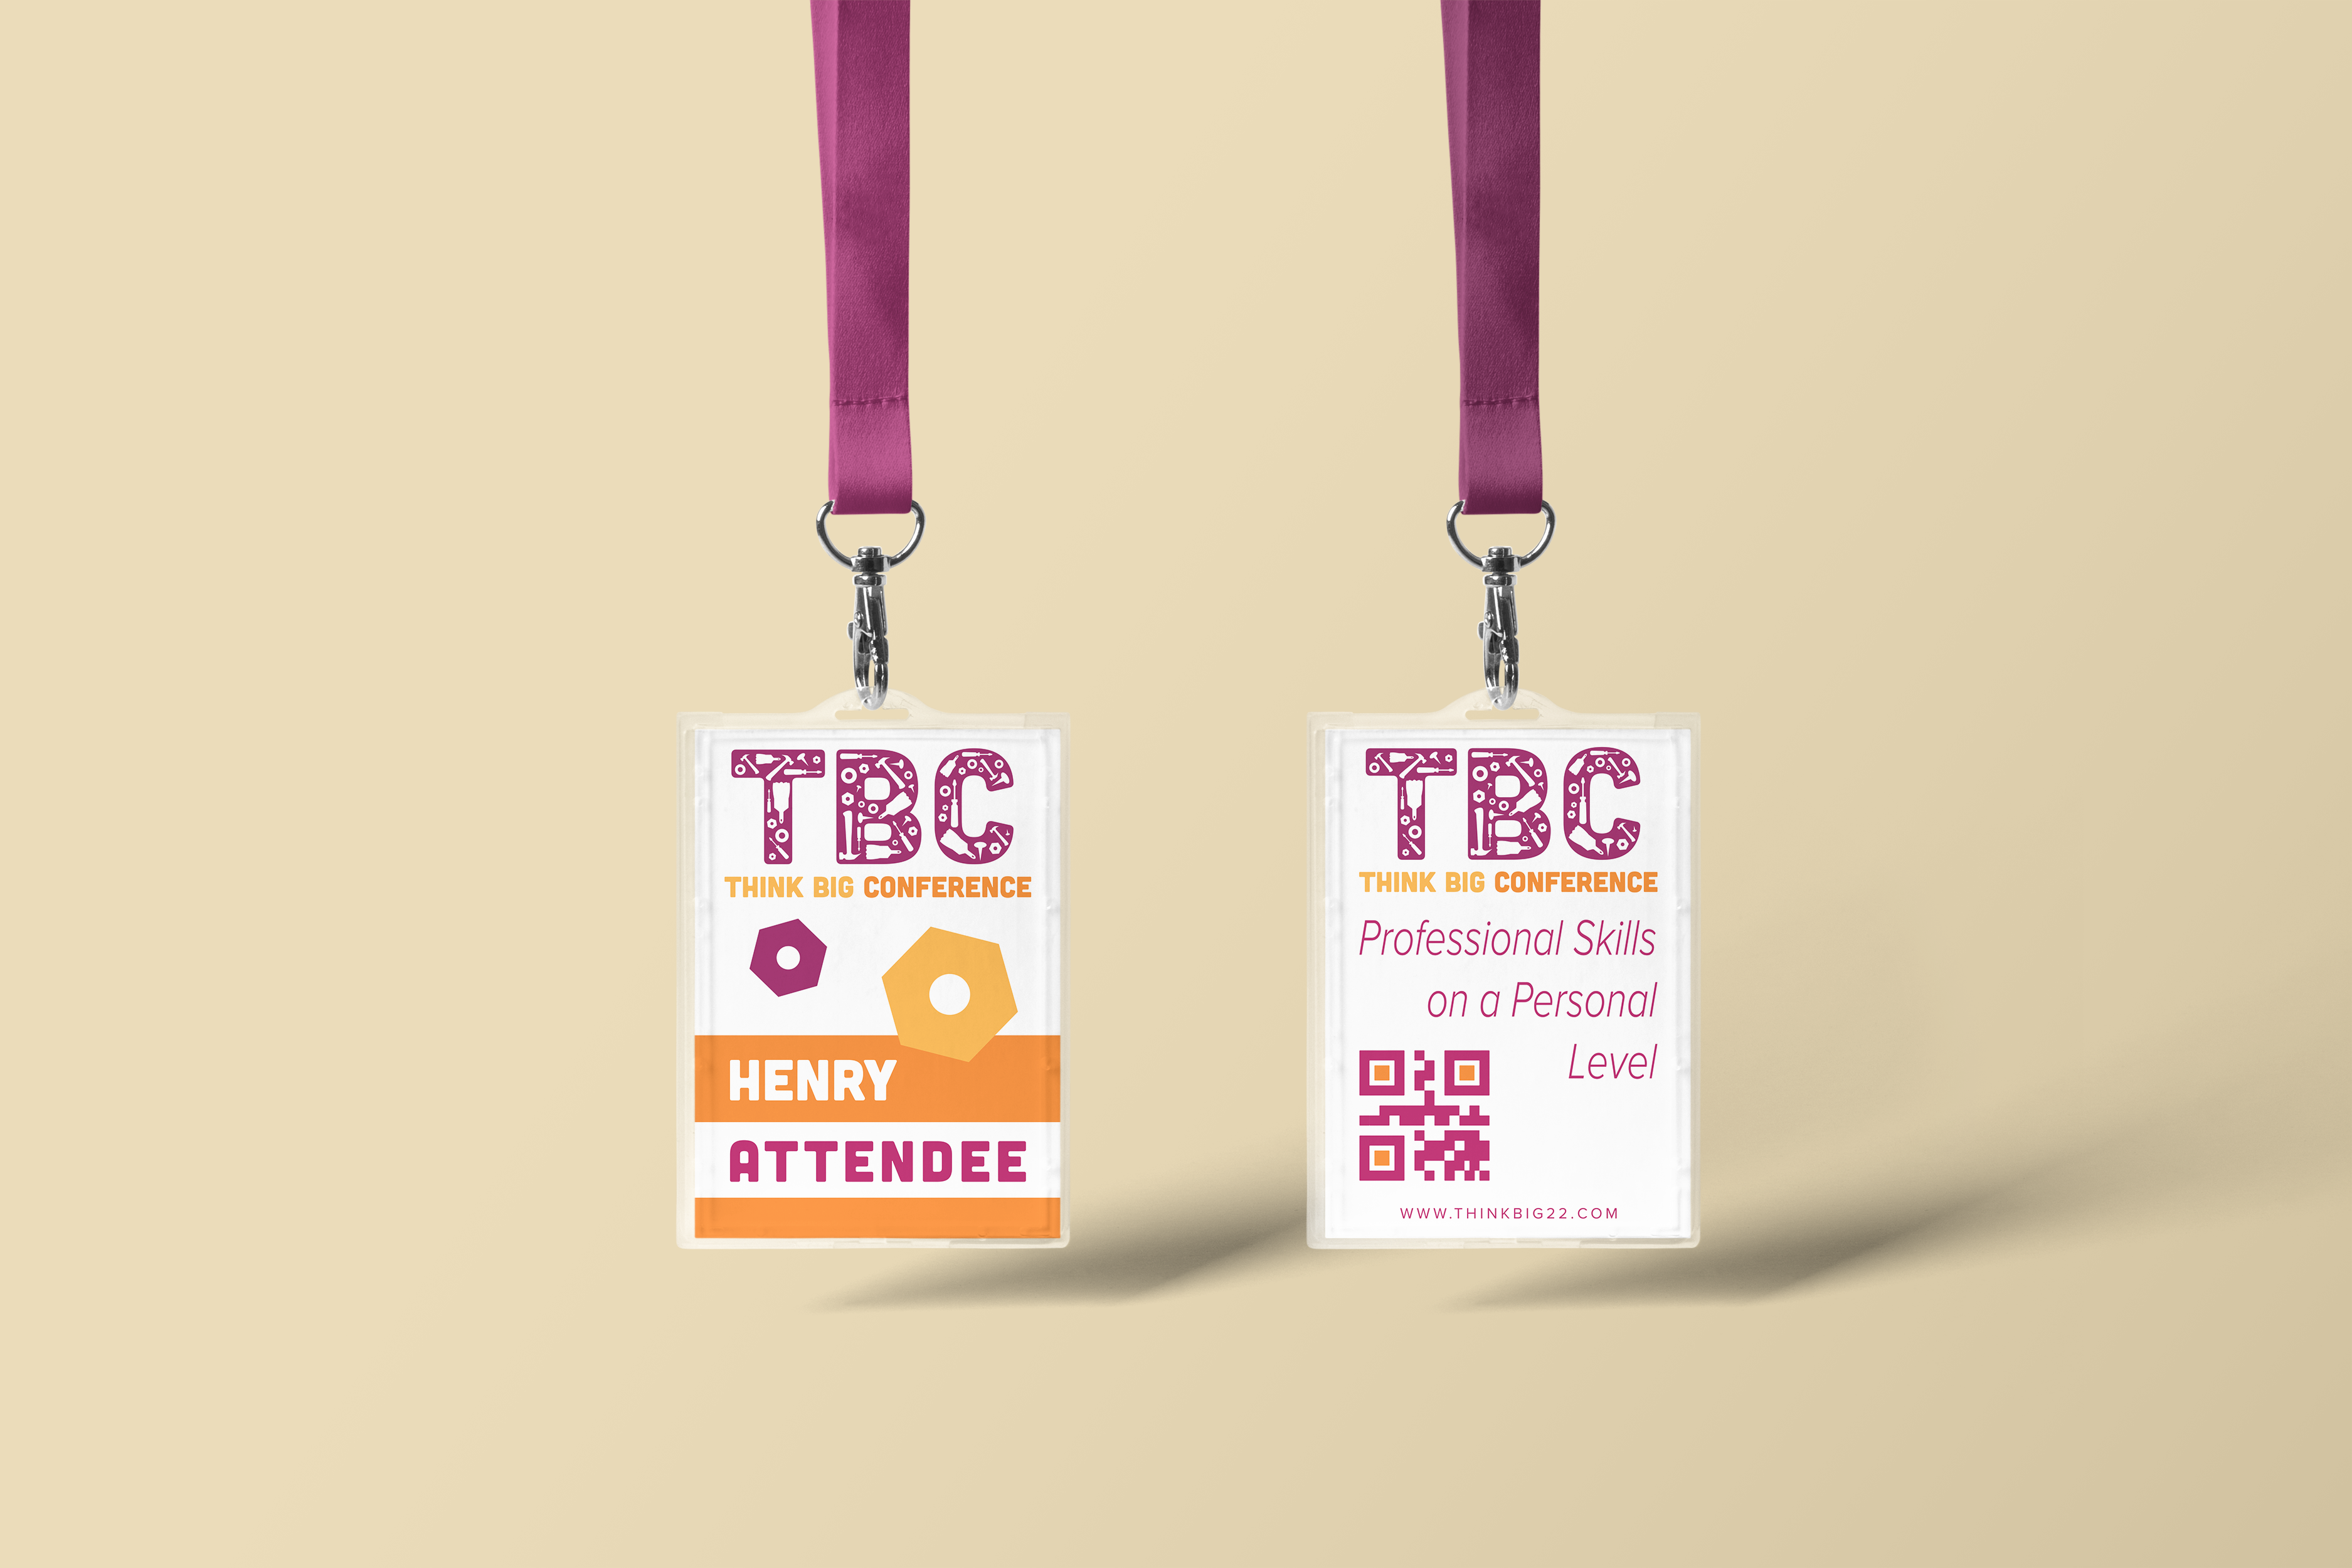 TBC
THINK BIG CONFERENCE
HENRY
ATTENDEE
TBC
THINK BIG CONFERENCE
Professional Skills
on a Personal
Level
WWW.THINKBIG22.COM